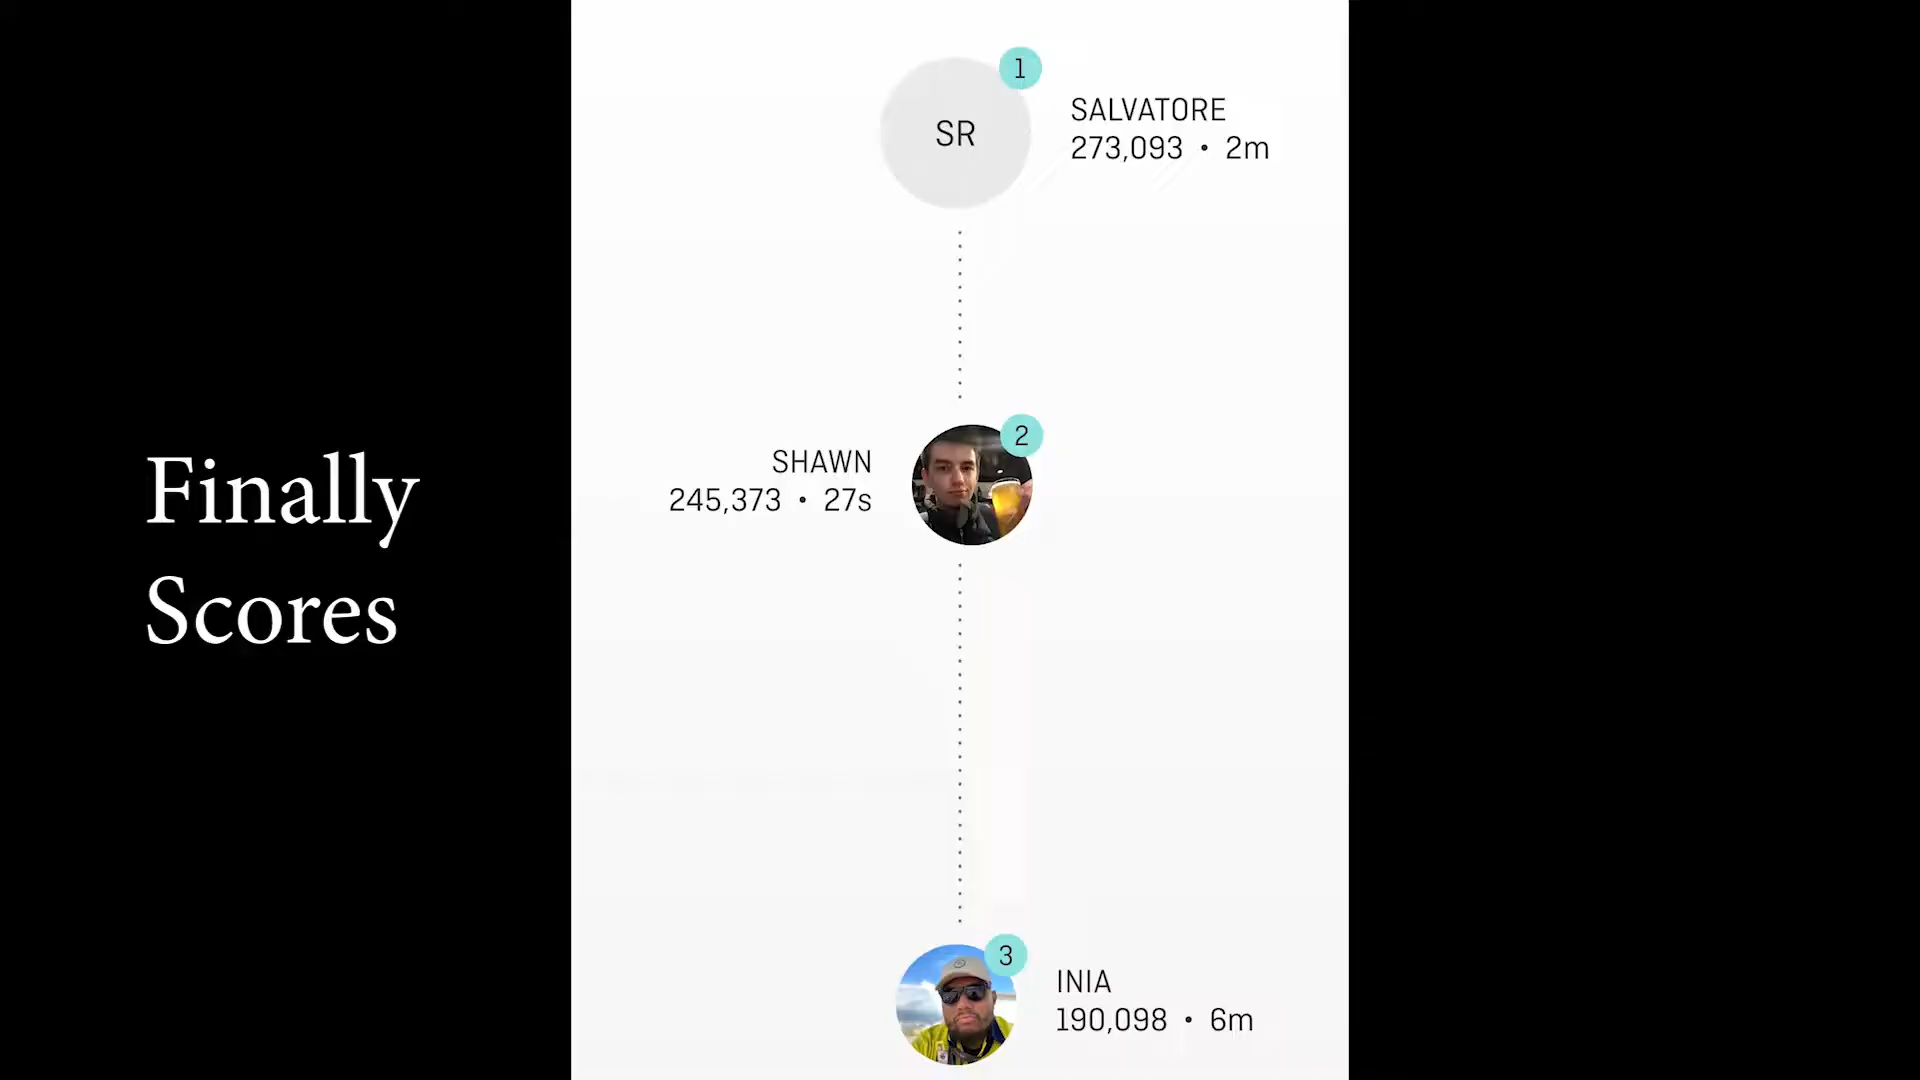 Finally
Scores
1
SR
SALVATORE
273,093 • 2m
2
SHAWN
245,373 • 27s
3
INIA
190,098 • 6m